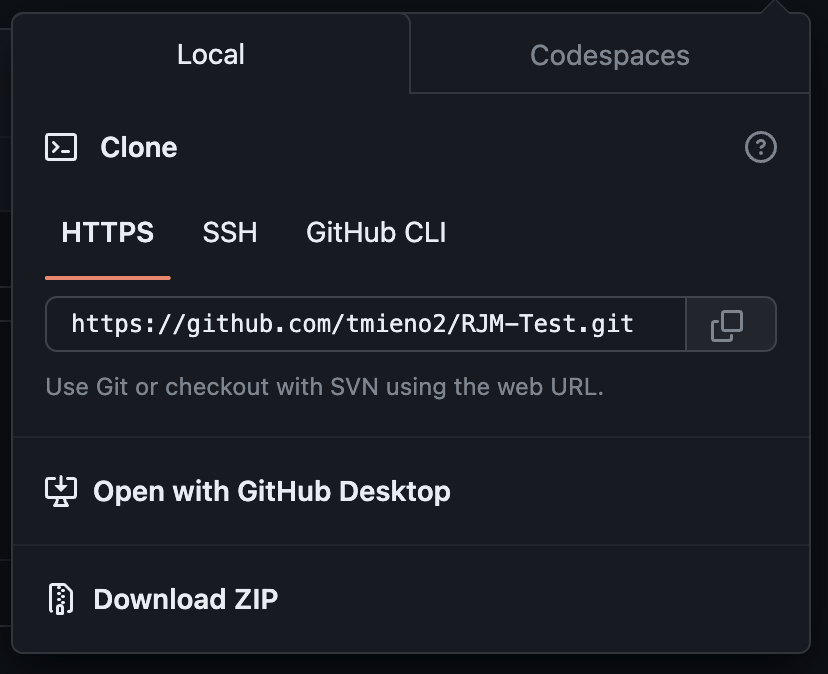 Local Codespaces
Clone
HTTPS SSH GitHub CLI
https://github.com/tmieno2/RJM-Test.git
Use Git or checkout with SVN using the web URL.
Open with GitHub Desktop
Download ZIP